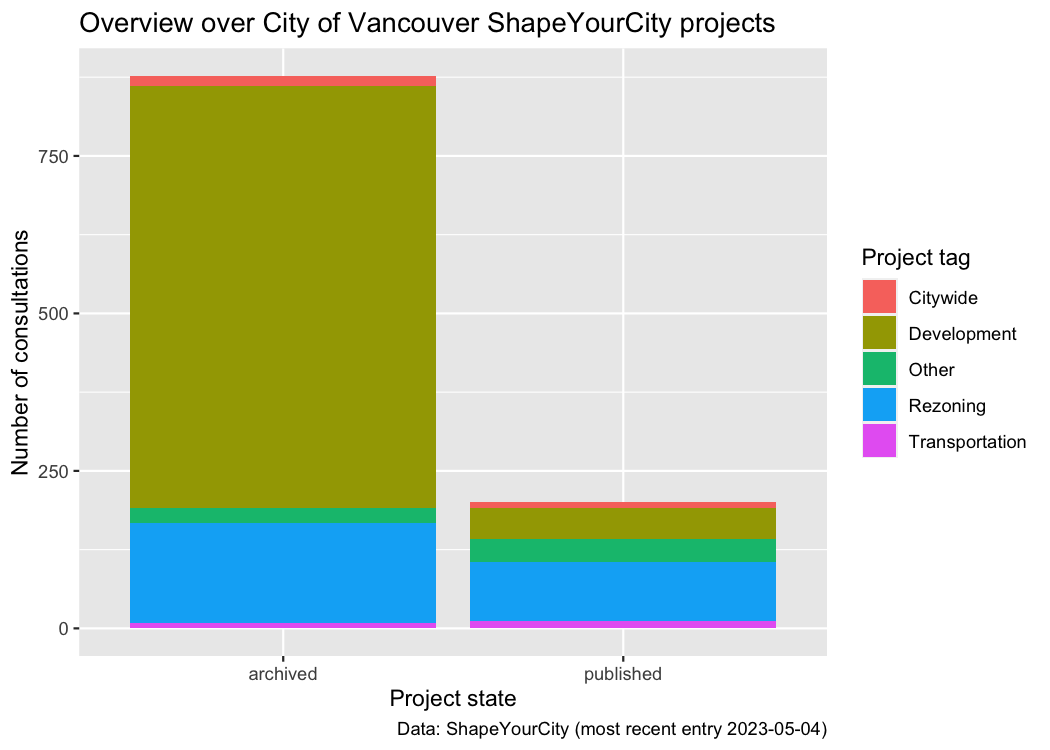 Overview over City of Vancouver ShapeYourCity projects
Number of consultations
750
500
250
0
archived
published
Project state
Project tag
Citywide
Development
Other
Rezoning
Transportation
Data: ShapeYourCity (most recent entry 2023-05-04)